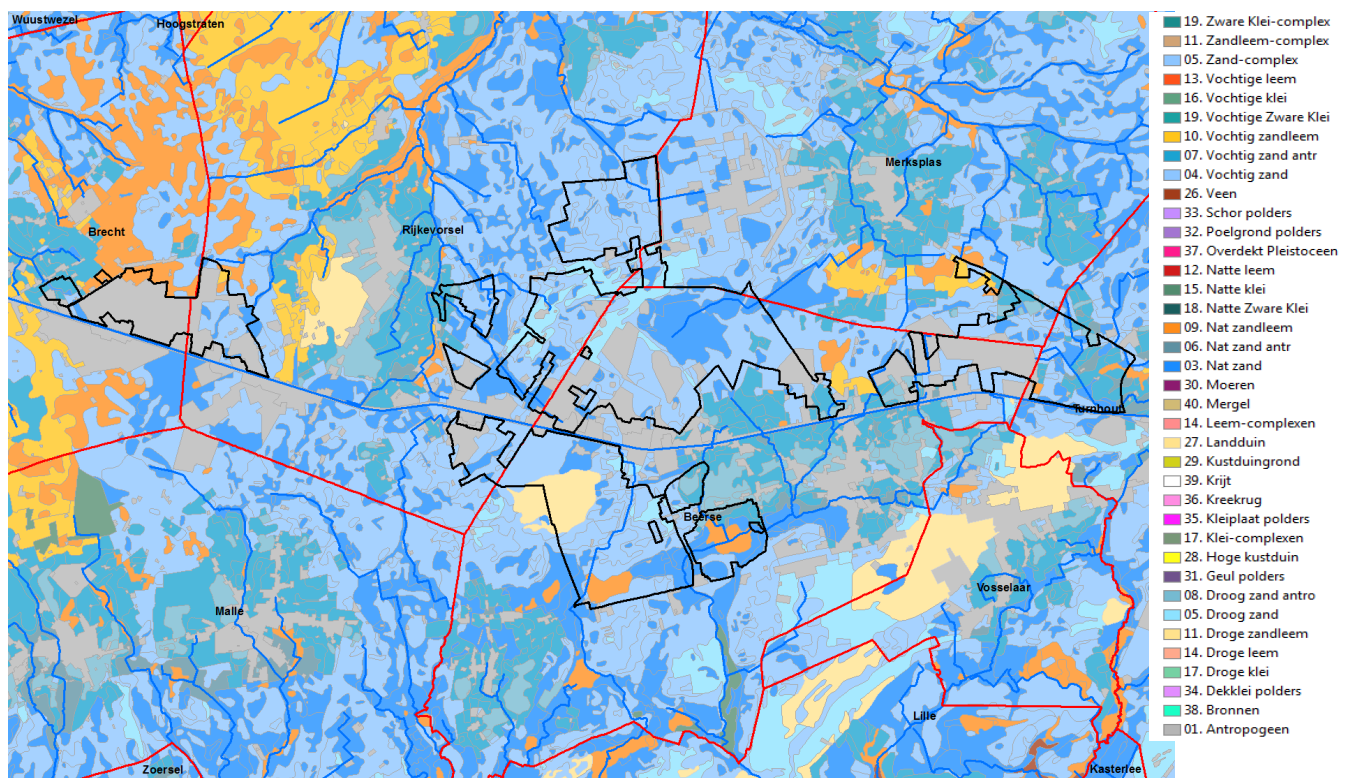 Wuustwezel
Hoogstraten
Merksplas
Brecht
Rijkevorsel
Turnhout
Beerse
Vosselaar
Malle
Lille
Zoersel
Kasterlee
19. Zware Klei-complex
11. Zandleem-complex
05. Zand-complex
13. Vochtige leem
16. Vochtige klei
19. Vochtige Zware Klei
10. Vochtig zandleem
07. Vochtig zand antr
04. Vochtig zand
26. Veen
33. Schor polders
32. Poelgrond polders
37. Overdekt Pleistoceen
12. Natte leem
15. Natte klei
18. Natte Zware Klei
09. Nat zandleem
06. Nat zand antr
03. Nat zand
30. Moeren
40. Mergel
14. Leem-complexen
27. Landduin
29. Kustduingrond
39. Krijt
36. Kreekrug
35. Kleiplaat polders
17. Klei-complexen
28. Hoge kustduin
31. Geul polders
08. Droog zand antro
05. Droog zand
11. Droge zandleem
14. Droge leem
17. Droge klei
34. Dekklei polders
38. Bronnen
01. Antropogeen